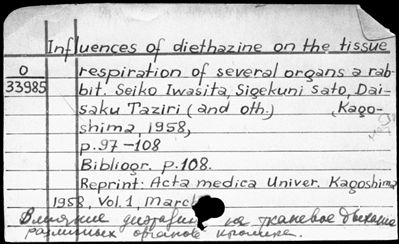 Influences of diethazine on the tissue
O
33985
respiration of several organs a rab-
bit. Seiko Iwasita, Sigekuni Sato, Dai-
saku Taziri (and oth.) , Kago-
shima, 1958,
p.97-108
Bibliogr. p.108.
Reprint: Acta medica Univer. Kagoshima
1958, Vol.1, March
Влияние диэтазина на тканевое дыхание
различных органов кролика.